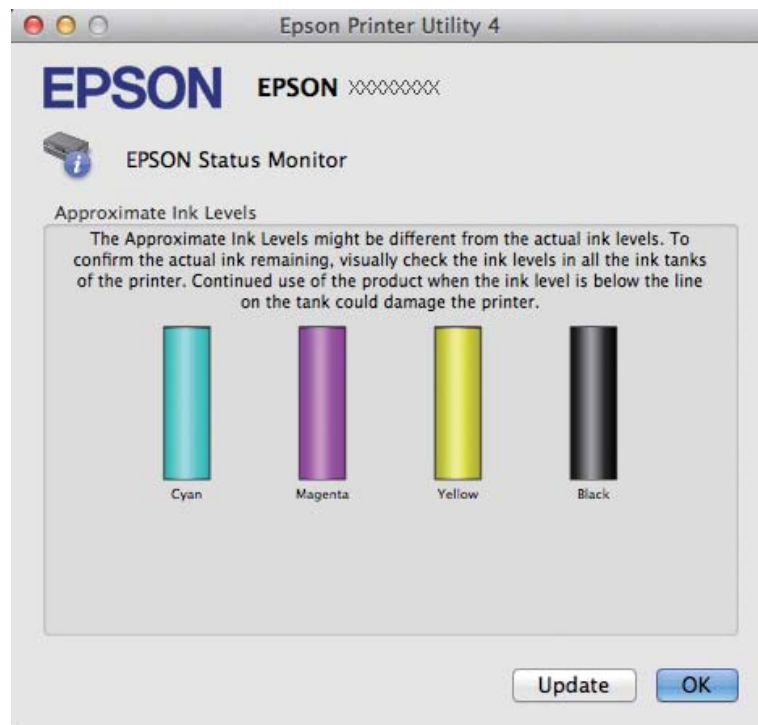 Epson Printer Utility 4
EPSON EPSON XXXXXXXX
EPSON Status Monitor
Approximate Ink Levels
The Approximate Ink Levels might be different from the actual ink levels. To
confirm the actual ink remaining, visually check the ink levels in all the ink tanks
of the printer. Continued use of the product when the ink level is below the line
on the tank could damage the printer.
Cyan Magenta Yellow Black
Update OK